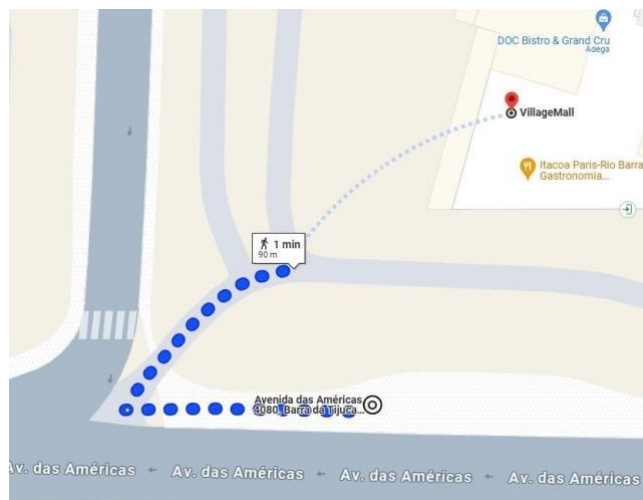 DOC Bistro & Grand Cru
Adega
VillageMall
Itacoa Paris-Rio Barra
Gastronomia...
1 min
90 m
Avenida das Américas
4080, Barra da Tijuca...
Av. das Américas
Av. das Américas
Av. das Américas
Av. das Américas